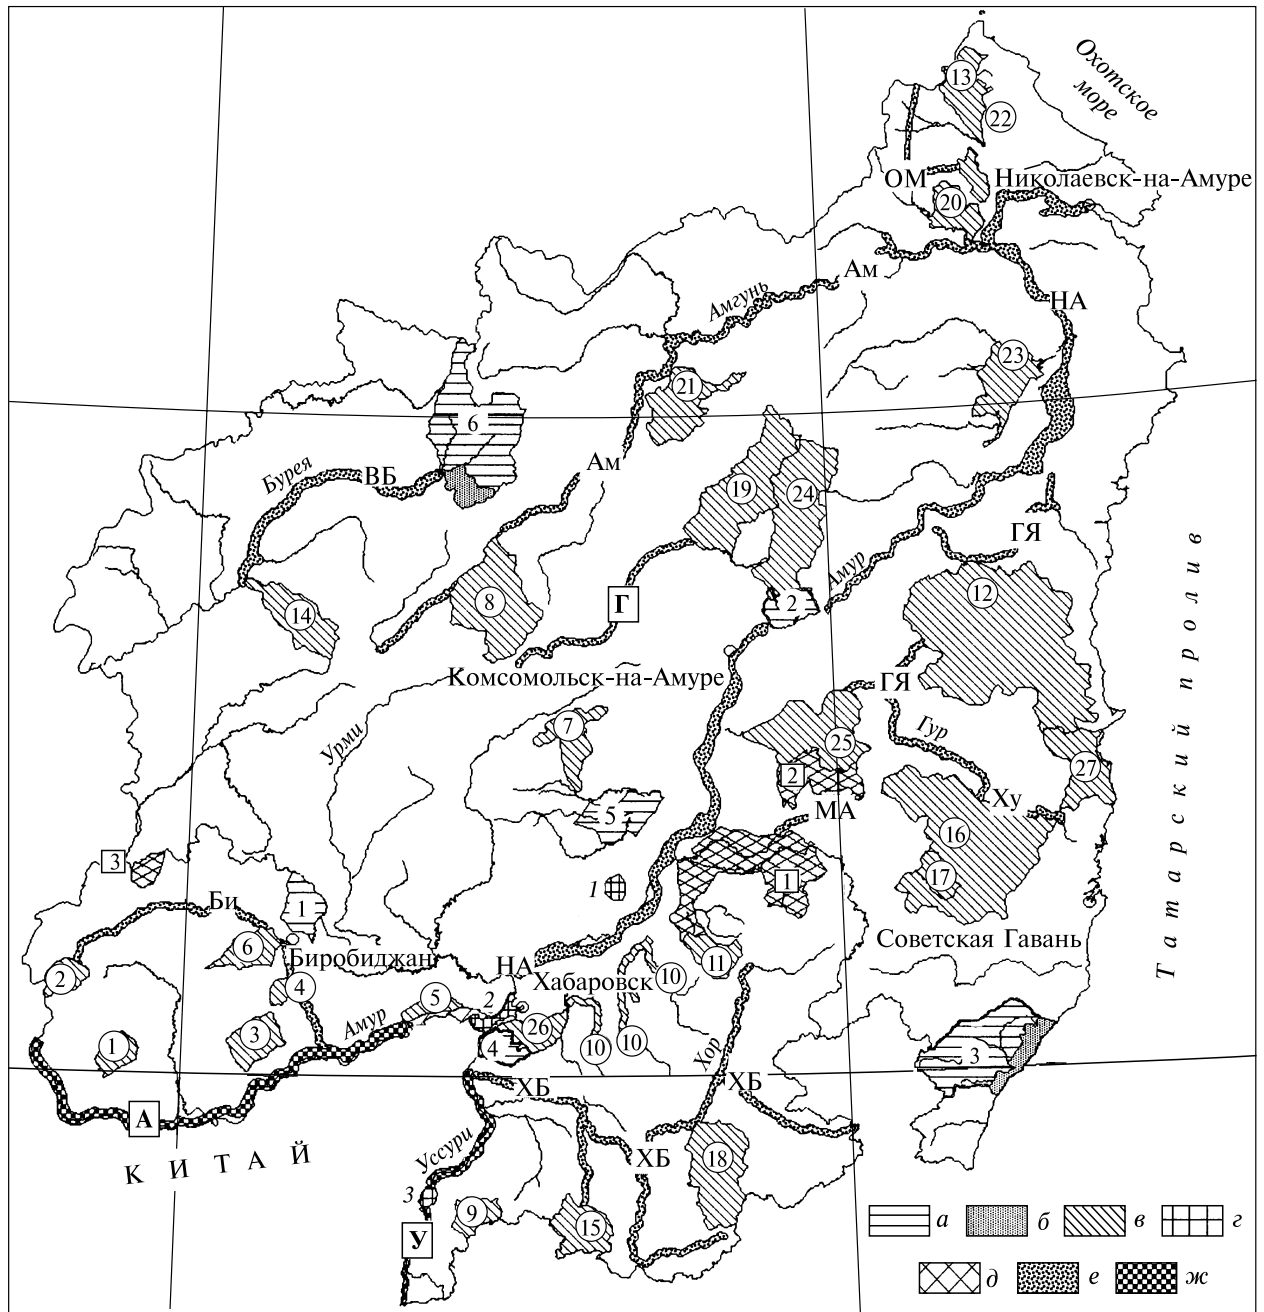 Охотское
море
13
22
ОМ
Николаевск-на-Амуре
20
Ам
Амгунь
НА
23
21
6
Бурея
ВБ
Ам
19
24
ГЯ
Амур
12
14
8
Г
2
Комсомольск-на-Амуре
ГЯ
Татарский пролив
7
Урми
25
Гур
27
2
Ху
5
МА
16
3
1
1
17
Би
1
6
Биробиджан
Советская Гавань
2
НА
Хабаровск
10
11
4
5
2
Амур
26
3
1
4
10
10
Хор
3
ХБ
ХБ
А
КИТАЙ
Уссури
ХБ
18
3
9
15
У
а
б
в
г
д
е
ж